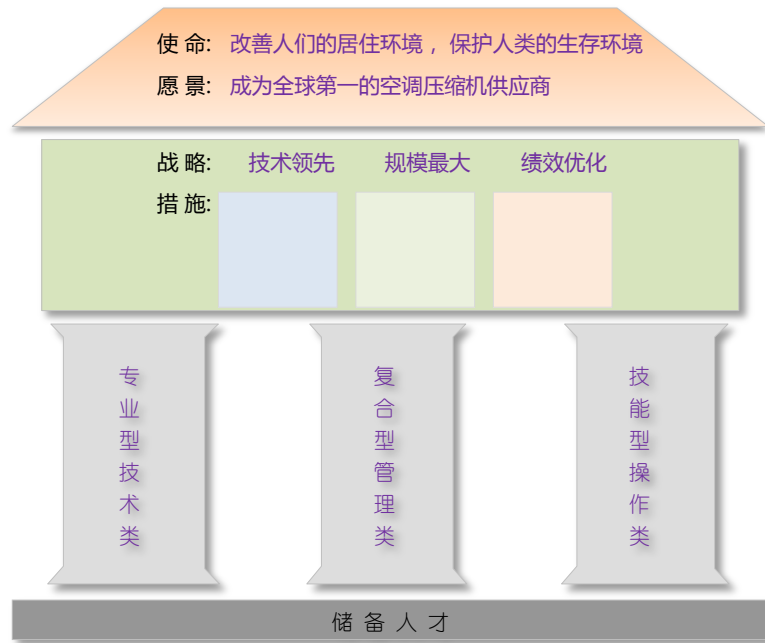 使 命: 改善人们的居住环境，保护人类的生存环境
愿 景: 成为全球第一的空调压缩机供应商
战 略: 技术领先 规模最大 绩效优化
措 施:
专业型技术类
复合型管理类
技能型操作类
储 备 人 才